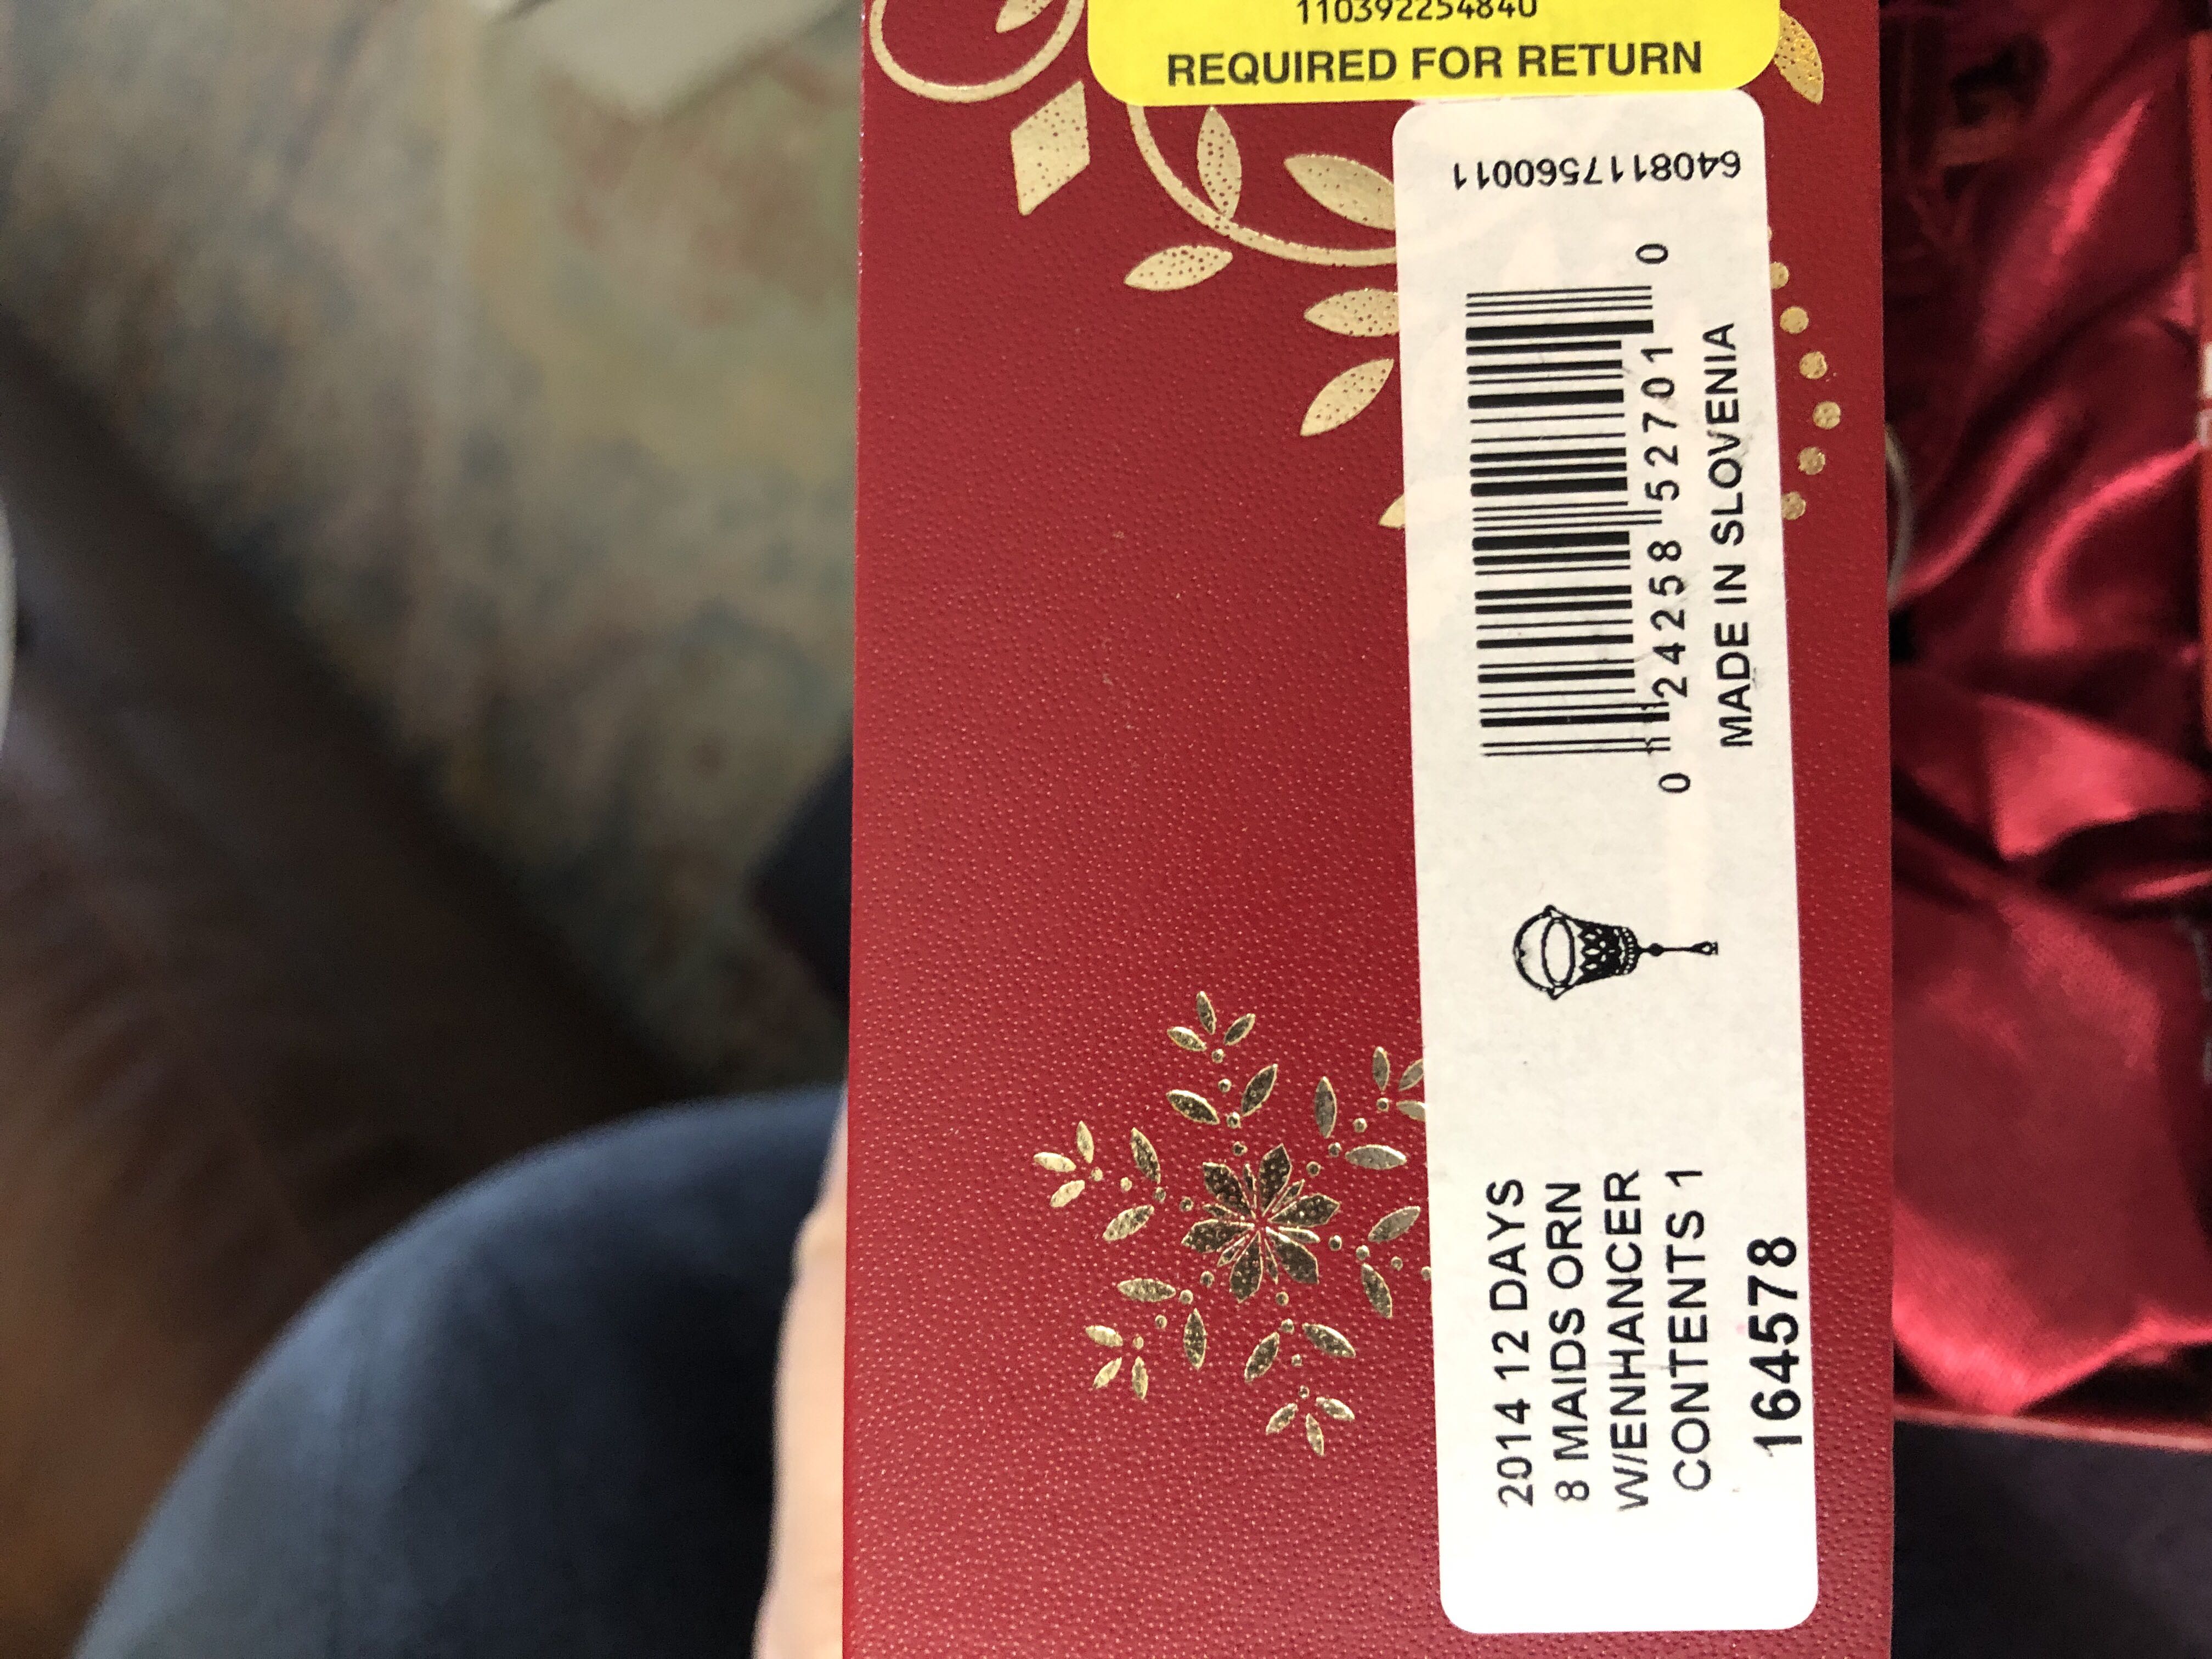 110392254840
REQUIRED FOR RETURN
6408117560011
0 24258 52701 0
MADE IN SLOVENIA
2014 12 DAYS
8 MAIDS ORN
W/ENHANCER
CONTENTS 1
164578